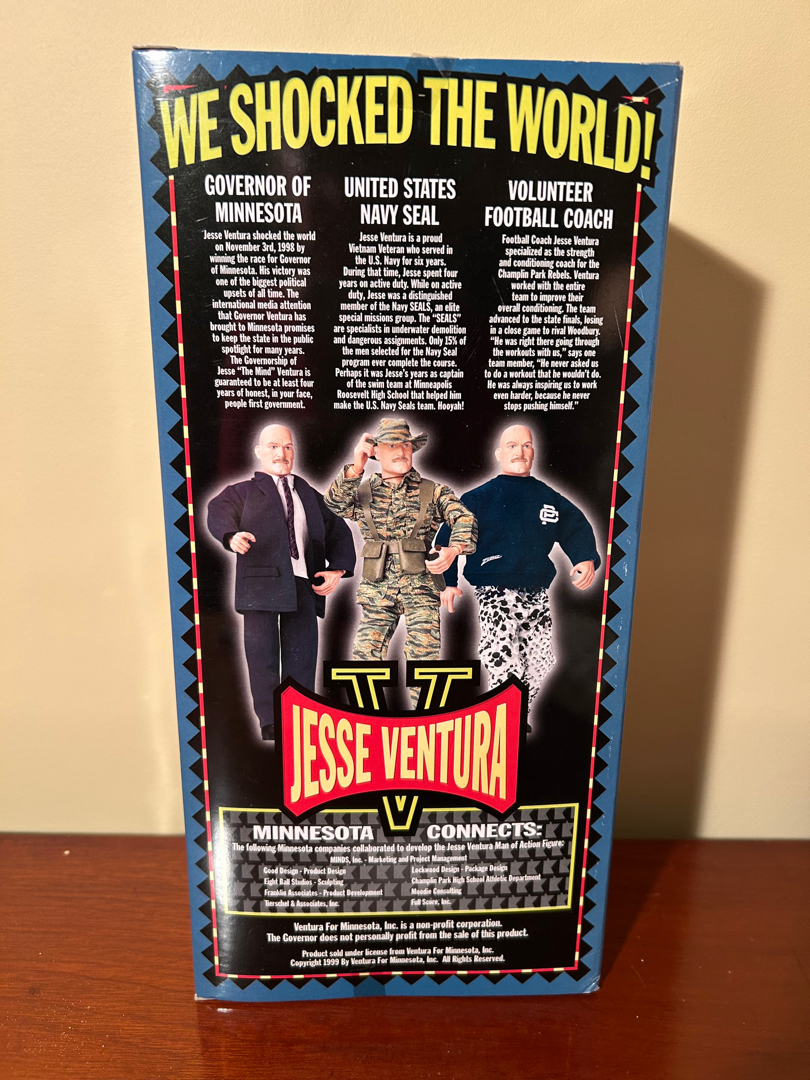 WE SHOCKED THE WORLD!
GOVERNOR OF
MINNESOTA
Jesse Ventura shocked the world
on November 3rd, 1998 by
winning the race for Governor
of Minnesota. His victory was
one of the biggest political
upsets of all time. The
international media attention
that Governor Ventura has
brought to Minnesota promises
to keep the state in the public
spotlight for many years.
The Governorship of
Jesse "The Mind" Ventura is
guaranteed to be at least four
years of honest, in your face,
people first government.
UNITED STATES
NAVY SEAL
Jesse Ventura is a proud
Vietnam Veteran who served in
the U.S. Navy for six years.
During that time, Jesse spent four
years on active duty. While on active
duty, Jesse was a distinguished
member of the Navy SEALS, an elite
special missions group. The "SEALS"
are specialists in underwater demolition
and dangerous assignments. Only 15% of
the men selected for the Navy Seal
program ever complete the course.
Perhaps it was Jesse's years as captain
of the swim team at Minneapolis
Roosevelt High School that helped him
make the U.S. Navy Seals team. Hooyah!
VOLUNTEER
FOOTBALL COACH
Football Coach Jesse Ventura
specialized as the strength
and conditioning coach for the
Champlin Park Rebels. Ventura
worked with the entire
team to improve their
overall conditioning. The team
advanced to the state finals, losing
in a close game to rival Woodbury.
"He was right there going through
the workouts with us," says one
team member, "He never asked us
to do a workout that he wouldn't do.
He was always inspiring us to work
even harder, because he never
stops pushing himself."
JESSE VENTURA
MINNESOTA CONNECTS:
The following Minnesota companies collaborated to develop the Jesse Ventura Man of Action Figure:
MINDS, Inc. - Marketing and Project Management
Good Design - Product Design
Eight Ball Studios - Sculpting
Franklin Associates - Product Development
Tierschel & Associates, Inc.
Lockwood Design - Package Design
Champlin Park High School Athletic Department
Moodie Consulting
Full Score, Inc.
Ventura For Minnesota, Inc. is a non-profit corporation.
The Governor does not personally profit from the sale of this product.
Product sold under license from Ventura For Minnesota, Inc.
Copyright 1999 By Ventura For Minnesota, Inc. All Rights Reserved.